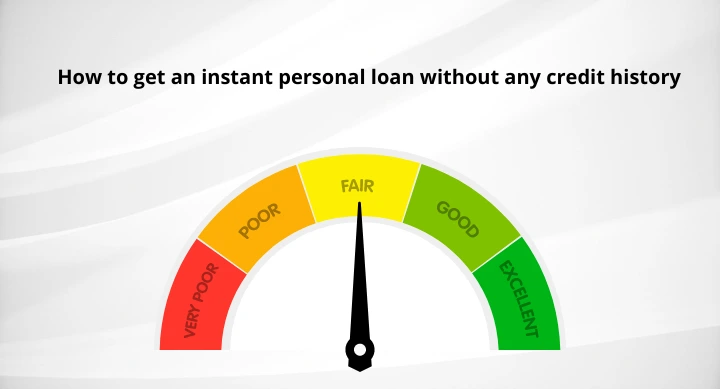 How to get an instant personal loan without any credit history
VERY POOR
POOR
FAIR
GOOD
EXCELLENT